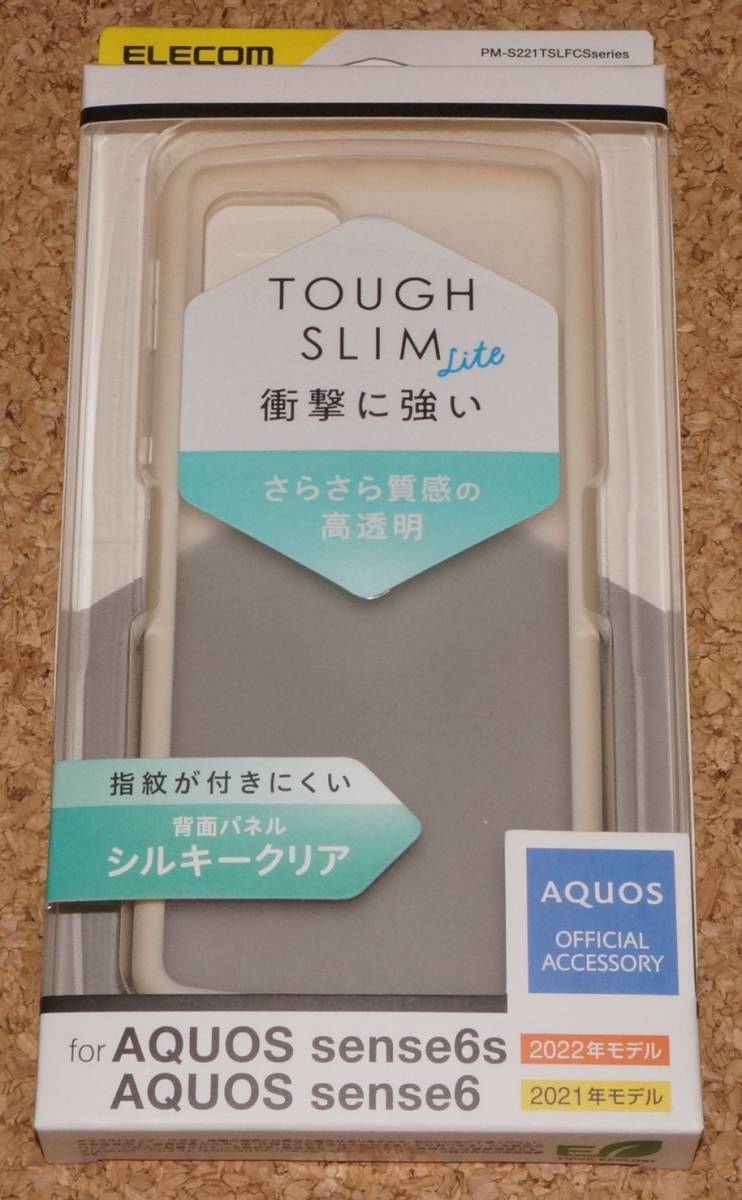 ELECOM
PM-S221TSLFCSseries
TOUGH
SLIM Lite
衝撃に強い
さらさら質感の
高透明
指紋が付きにくい
背面パネル
シルキークリア
AQUOS
OFFICIAL
ACCESSORY
for AQUOS sense6s 2022年モデル
AQUOS sense6 2021年モデル